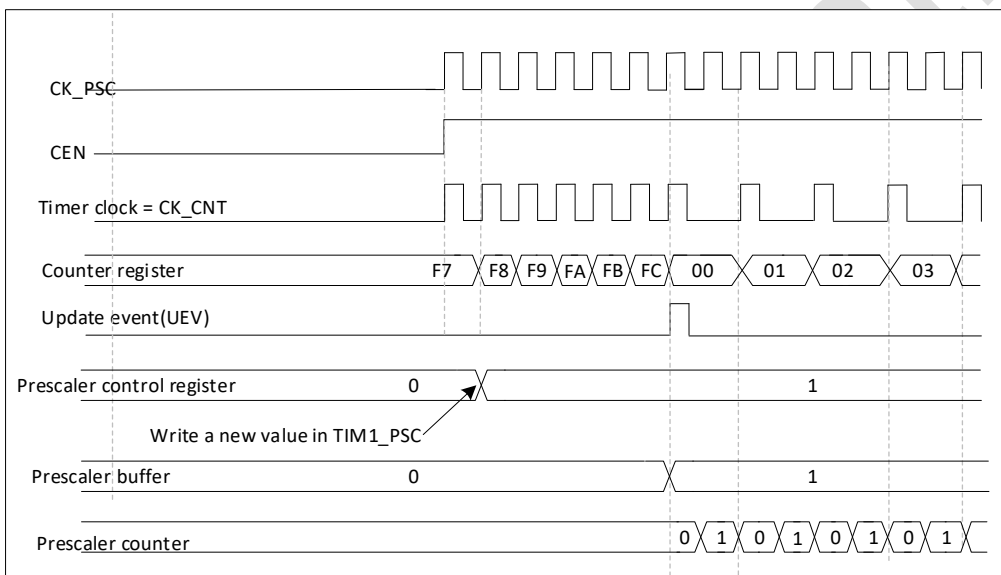 CK_PSC
CEN
Timer clock = CK_CNT
Counter register F7 F8 F9 FA FB FC 00 01 02 03
Update event(UEV)
Prescaler control register 0 1
Write a new value in TIM1_PSC
Prescaler buffer 0 1
Prescaler counter 0 1 0 1 0 1 0 1